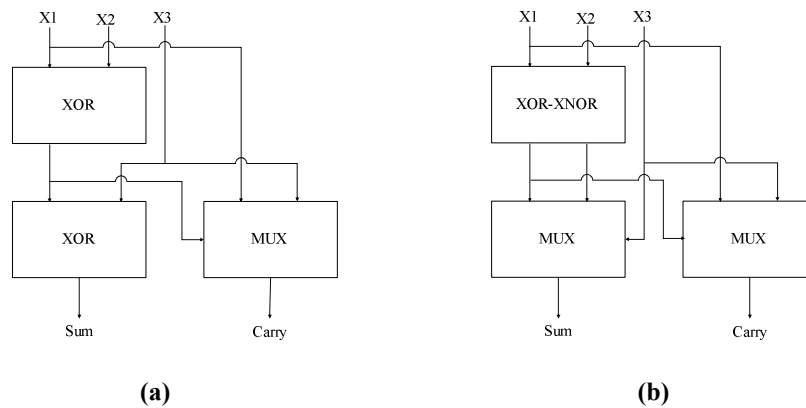 X1 X2 X3 X1 X2 X3
XOR XOR-XNOR
XOR MUX MUX MUX
Sum Carry Sum Carry
(a) (b)